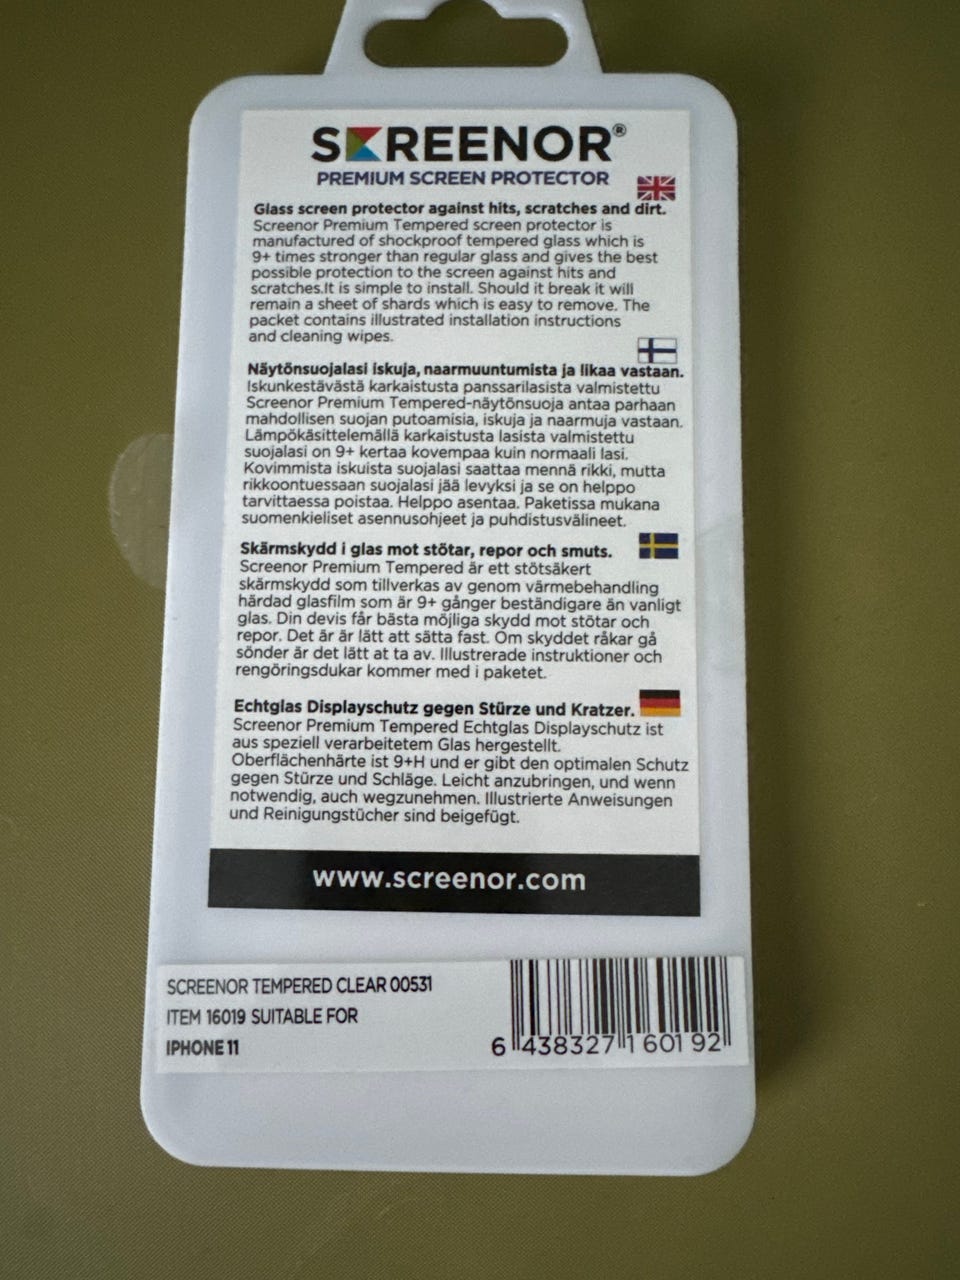 SCREENOR®
PREMIUM SCREEN PROTECTOR
Glass screen protector against hits, scratches and dirt.
Screenor Premium Tempered screen protector is
manufactured of shockproof tempered glass which is
9+ times stronger than regular glass and gives the best
possible protection to the screen against hits and
scratches.It is simple to install. Should it break it will
remain a sheet of shards which is easy to remove. The
packet contains illustrated installation instructions
and cleaning wipes.
Näytönsuojalasi iskuja, naarmuuntumista ja likaa vastaan.
Iskunkestävästä karkaistusta panssarilasista valmistettu
Screenor Premium Tempered-näytönsuoja antaa parhaan
mahdollisen suojan putoamisia, iskuja ja naarmuja vastaan.
Lämpökäsittelemällä karkaistusta lasista valmistettu
suojalasi on 9+ kertaa kovempaa kuin normaali lasi.
Kovimmista iskuista suojalasi saattaa mennä rikki, mutta
rikkoontuessaan suojalasi jää levyksi ja se on helppo
tarvittaessa poistaa. Helppo asentaa. Paketissa mukana
suomenkieliset asennusohjeet ja puhdistusvälineet.
Skärmskydd i glas mot stötar, repor och smuts.
Screenor Premium Tempered är ett stötsäkert
skärmskydd som tillverkas av genom värmebehandling
härdad glasfilm som är 9+ gånger beständigare än vanligt
glas. Din devis får bästa möjliga skydd mot stötar och
repor. Det är är lätt att sätta fast. Om skyddet råkar gå
sönder är det lätt at ta av. Illustrerade instruktioner och
rengöringsdukar kommer med i paketet.
Echtglas Displayschutz gegen Stürze und Kratzer.
Screenor Premium Tempered Echtglas Displayschutz ist
aus speziell verarbeitetem Glas hergestellt.
Oberflächenhärte ist 9+H und er gibt den optimalen Schutz
gegen Stürze und Schläge. Leicht anzubringen, und wenn
notwendig, auch wegzunehmen. Illustrierte Anweisungen
und Reinigungstücher sind beigefügt.
www.screenor.com
SCREENOR TEMPERED CLEAR 00531
ITEM 16019 SUITABLE FOR
IPHONE 11
6 438327 160192